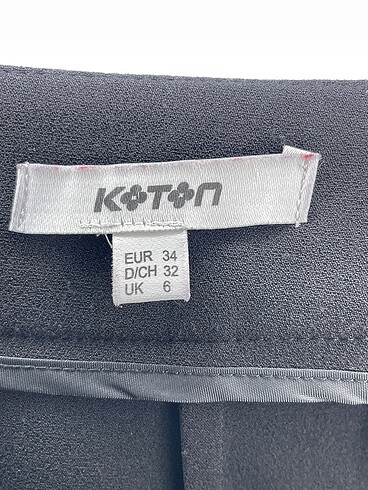 KOTON
EUR 34
D/CH 32
UK 6